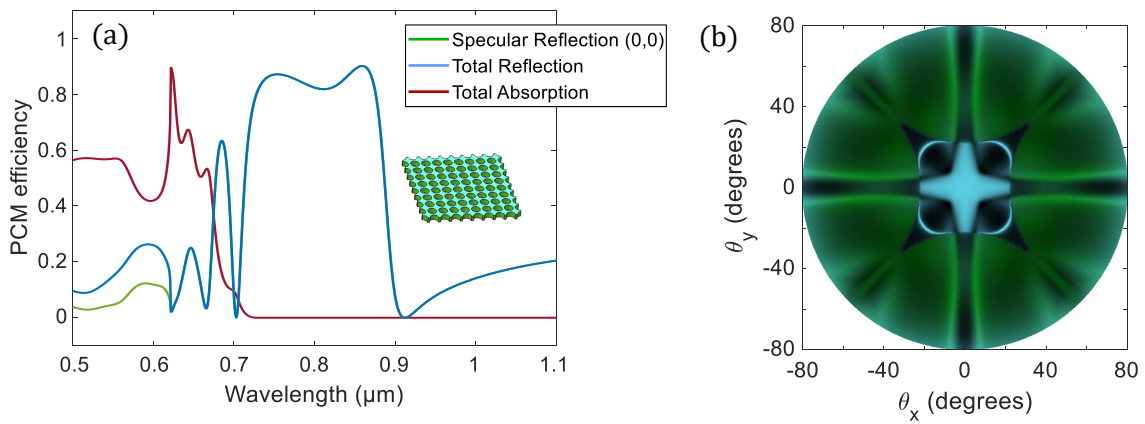 (a)
Specular Reflection (0,0)
Total Reflection
Total Absorption
PCM efficiency
1
0.8
0.6
0.4
0.2
0
0.5
0.6
0.7
0.8
0.9
1
1.1
Wavelength (μm)
(b)
θy (degrees)
80
40
0
-40
-80
-80
-40
0
40
80
θx (degrees)